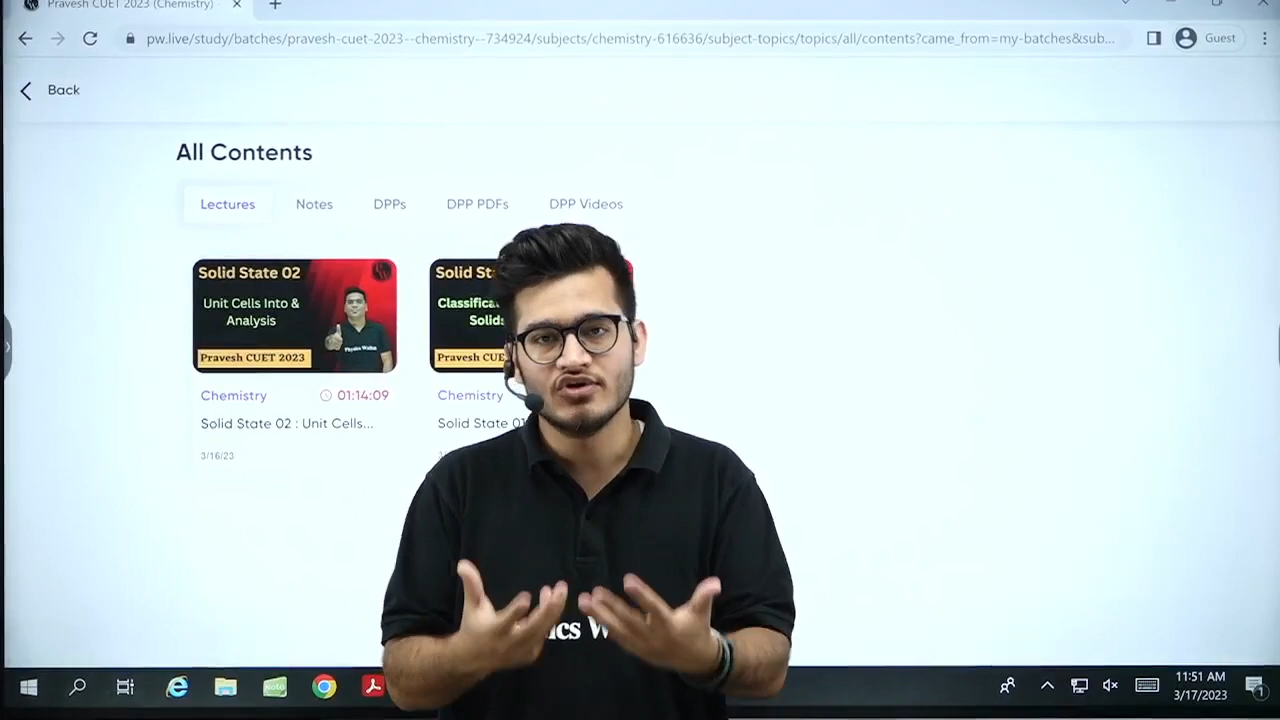 Pravesh CUET 2023 (Chemistry)
pw.live/study/batches/pravesh-cuet-2023--chemistry--734924/subjects/chemistry-616636/subject-topics/topics/all/contents?came_from=my-batches&sub...
Guest
Back
All Contents
Lectures Notes DPPs DPP PDFs DPP Videos
Solid State 02
Unit Cells Into &
Analysis
Physics Wallah
Pravesh CUET 2023
Solid
Solids
Pravesh
Chemistry 01:14:09
Chemistry
Solid State 02 : Unit Cells...
Solid State 01
3/16/23
11:51 AM
3/17/2023
1